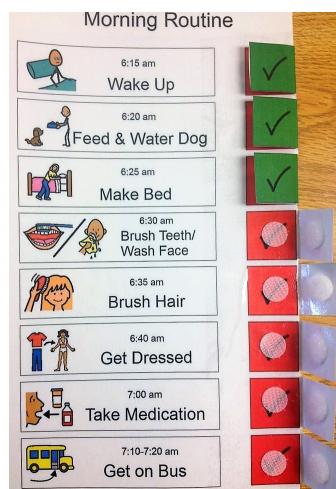 Morning Routine
6:15 am
Wake Up
6:20 am
Feed & Water Dog
6:25 am
Make Bed
6:30 am
Brush Teeth/
Wash Face
6:35 am
Brush Hair
6:40 am
Get Dressed
7:00 am
Take Medication
7:10-7:20 am
Get on Bus